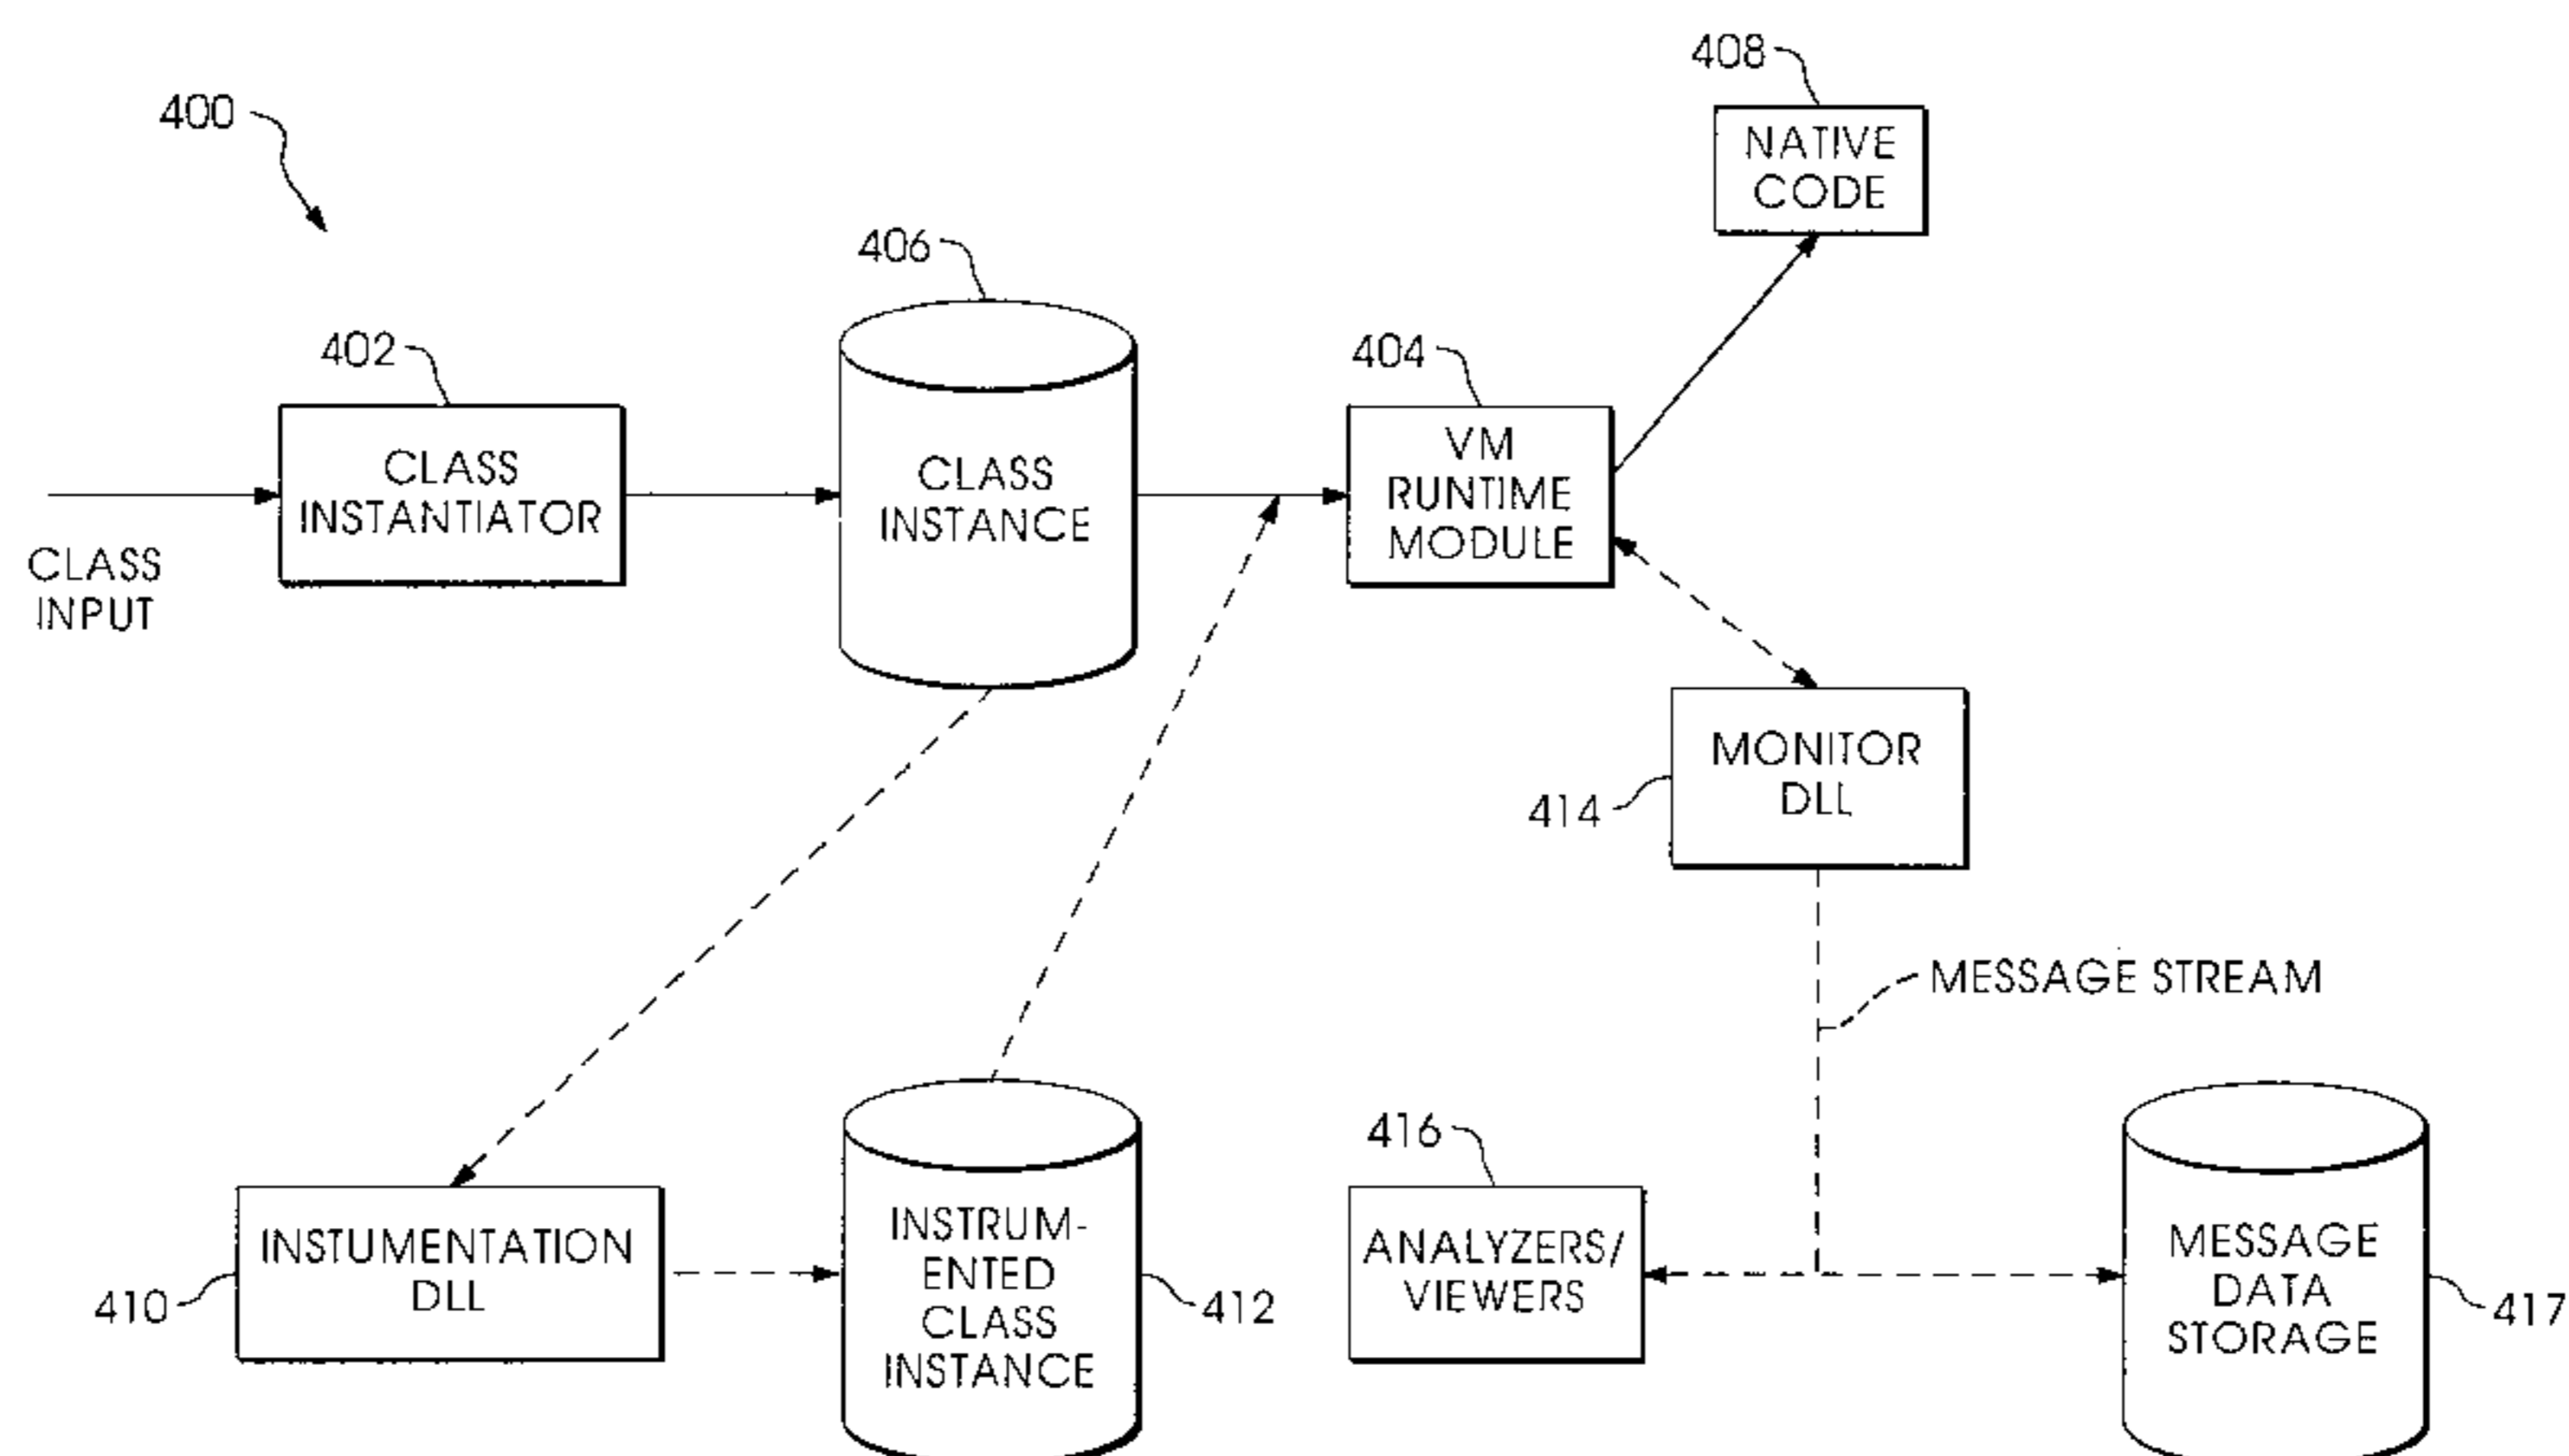 408
400
NATIVE
CODE
406
402
404
CLASS
INSTANTIATOR
CLASS
INSTANCE
VM
RUNTIME
MODULE
CLASS
INPUT
MONITOR
DLL
414
MESSAGE STREAM
416
INSTUMENTATION
DLL
410
INSTRUM-
ENTED
CLASS
INSTANCE
412
ANALYZERS/
VIEWERS
MESSAGE
DATA
STORAGE
417